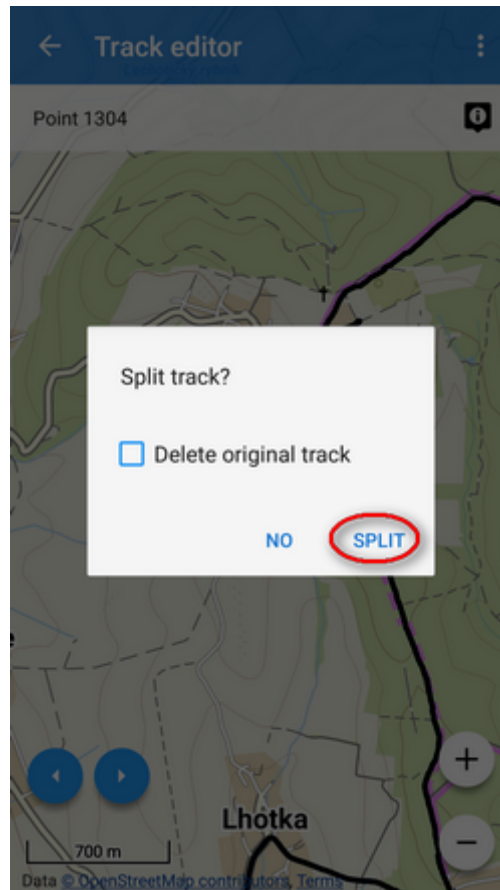 Track editor
Point 1304
Split track?
Delete original track
NO
SPLIT
Lhotka
700 m
Data © OpenStreetMap contributors, Terms